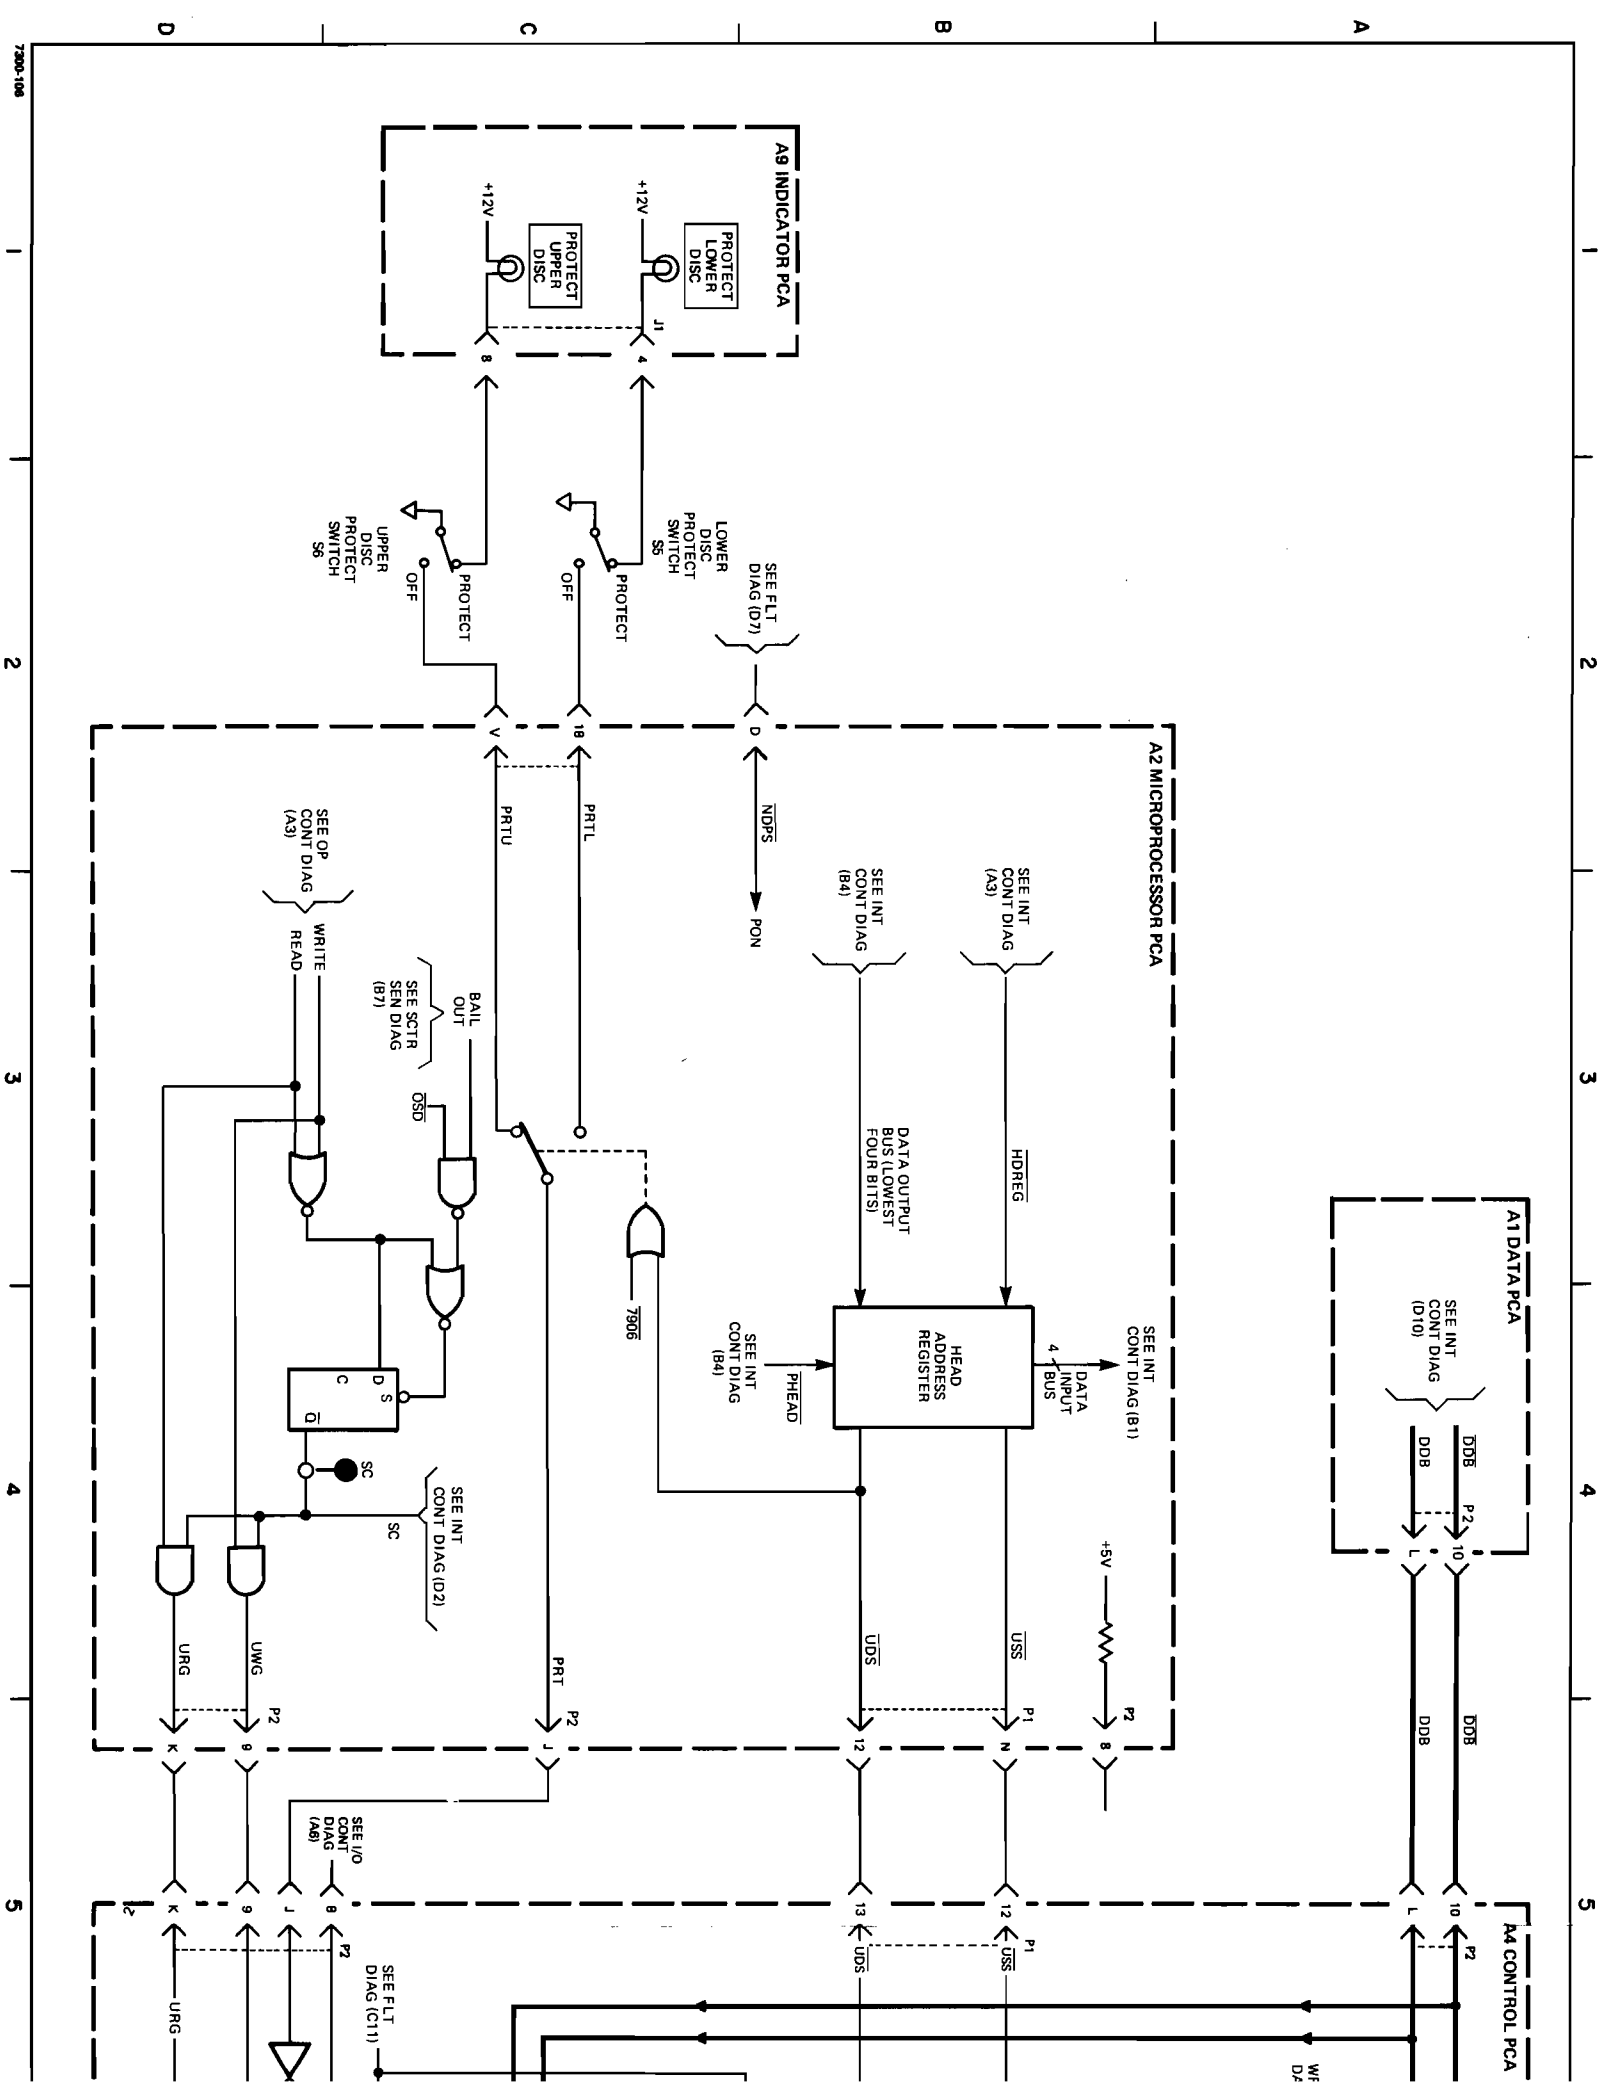 A
B
C
D
7300-106
1
1
2
2
3
3
4
4
5
5
A9 INDICATOR PCA
+12V
PROTECT
LOWER
DISC
J1
4
+12V
PROTECT
UPPER
DISC
8
LOWER
DISC
PROTECT
SWITCH
S5
PROTECT
OFF
UPPER
DISC
PROTECT
SWITCH
S6
PROTECT
OFF
SEE FLT
DIAG (D7)
A2 MICROPROCESSOR PCA
D
NDPS
PON
18
PRTL
V
PRTU
SEE INT
CONT DIAG
(A3)
HDREG
SEE INT
CONT DIAG
(B4)
DATA OUTPUT
BUS (LOWEST
FOUR BITS)
HEAD
ADDRESS
REGISTER
SEE INT
CONT DIAG (B1)
4
DATA
INPUT
BUS
PHEAD
SEE INT
CONT DIAG
(B4)
7906
SEE OP
CONT DIAG
(A3)
WRITE
READ
BAIL
OUT
SEE SCTR
SEN DIAG
(B7)
OSD
D
S
C
Q
SC
SEE INT
CONT DIAG (D2)
SC
+5V
P2
8
USS
P1
N
UDS
12
PRT
P2
J
UWG
P2
9
URG
K
A1 DATA PCA
SEE INT
CONT DIAG
(D10)
DDB
DDB
P2
10
L
DDB
DDB
A4 CONTROL PCA
10
P2
L
12
P1
USS
13
UDS
SEE I/O
CONT
DIAG
(A6)
8
P2
J
9
K
URG
SEE FLT
DIAG (C11)